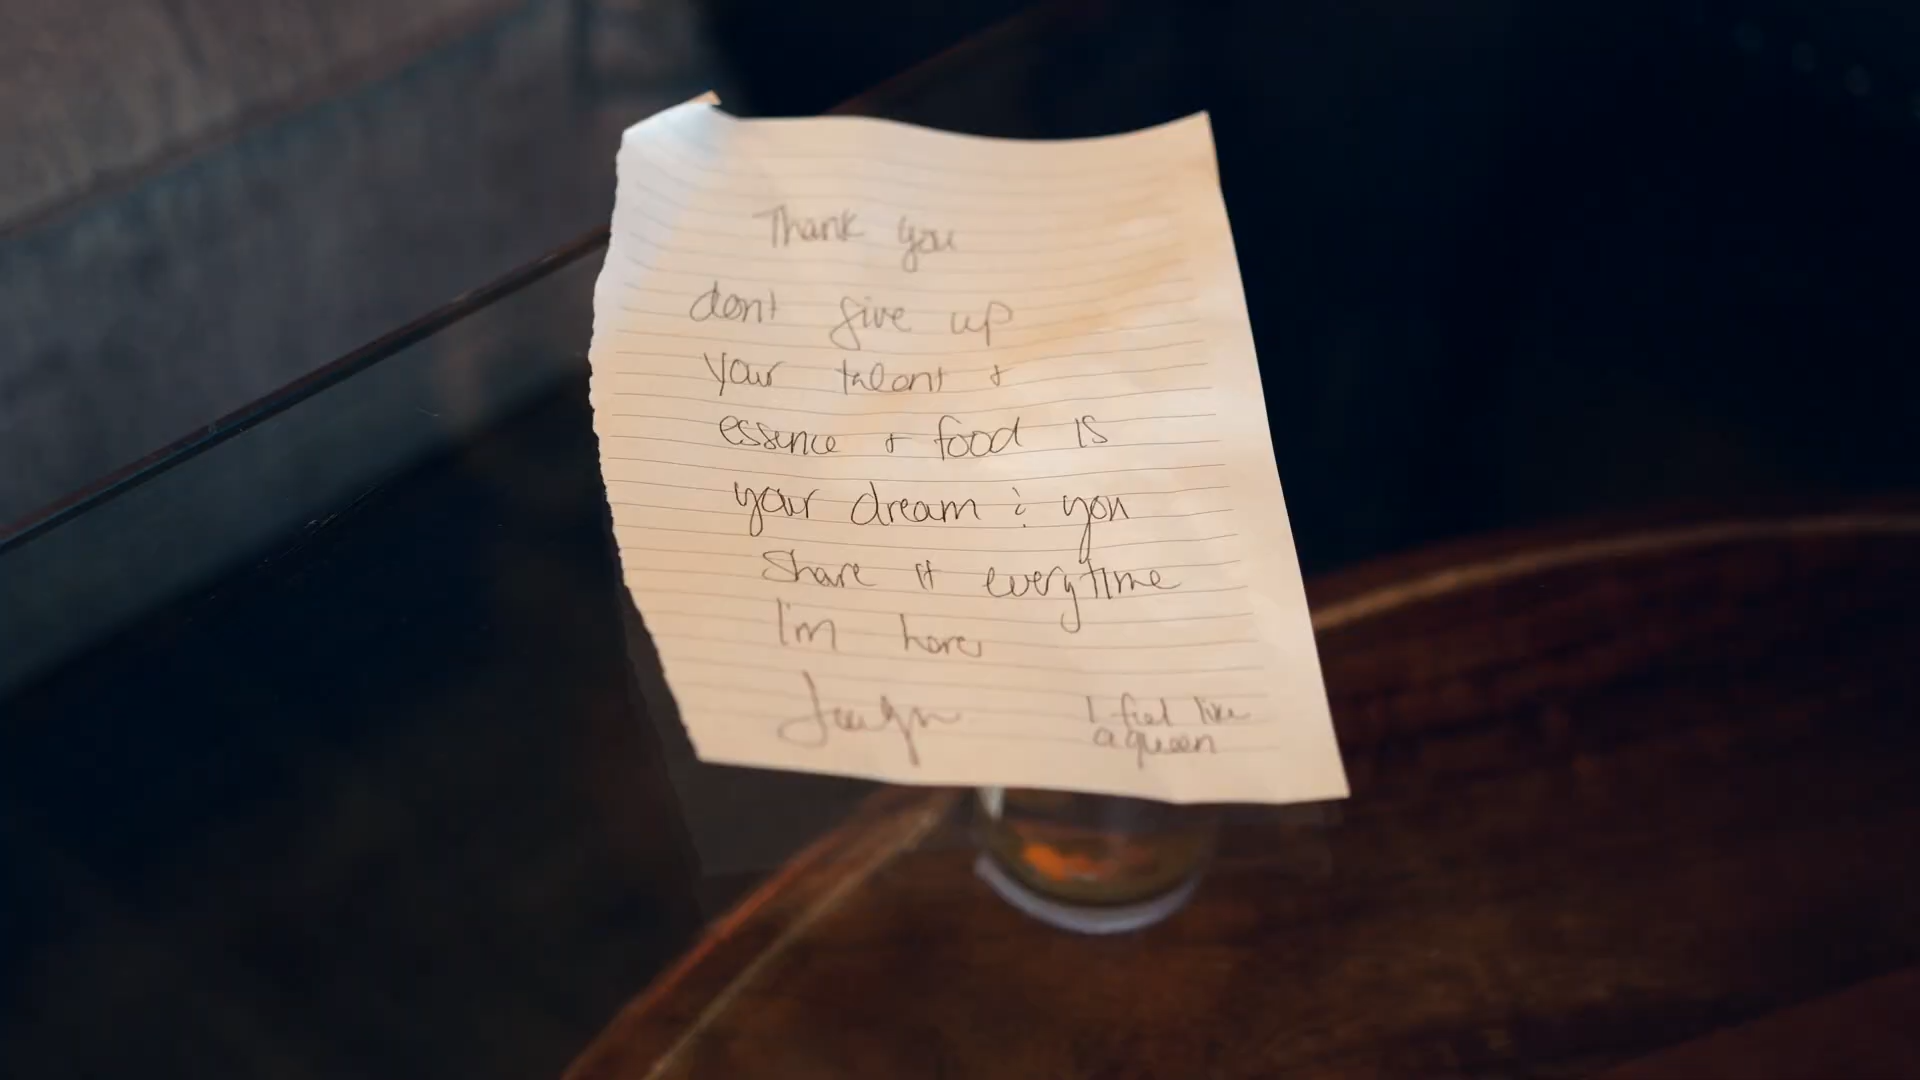 Thank you
dont give up
your talent &
essence & food is
your dream & you
share it everytime
I'm here
I feel like
a queen